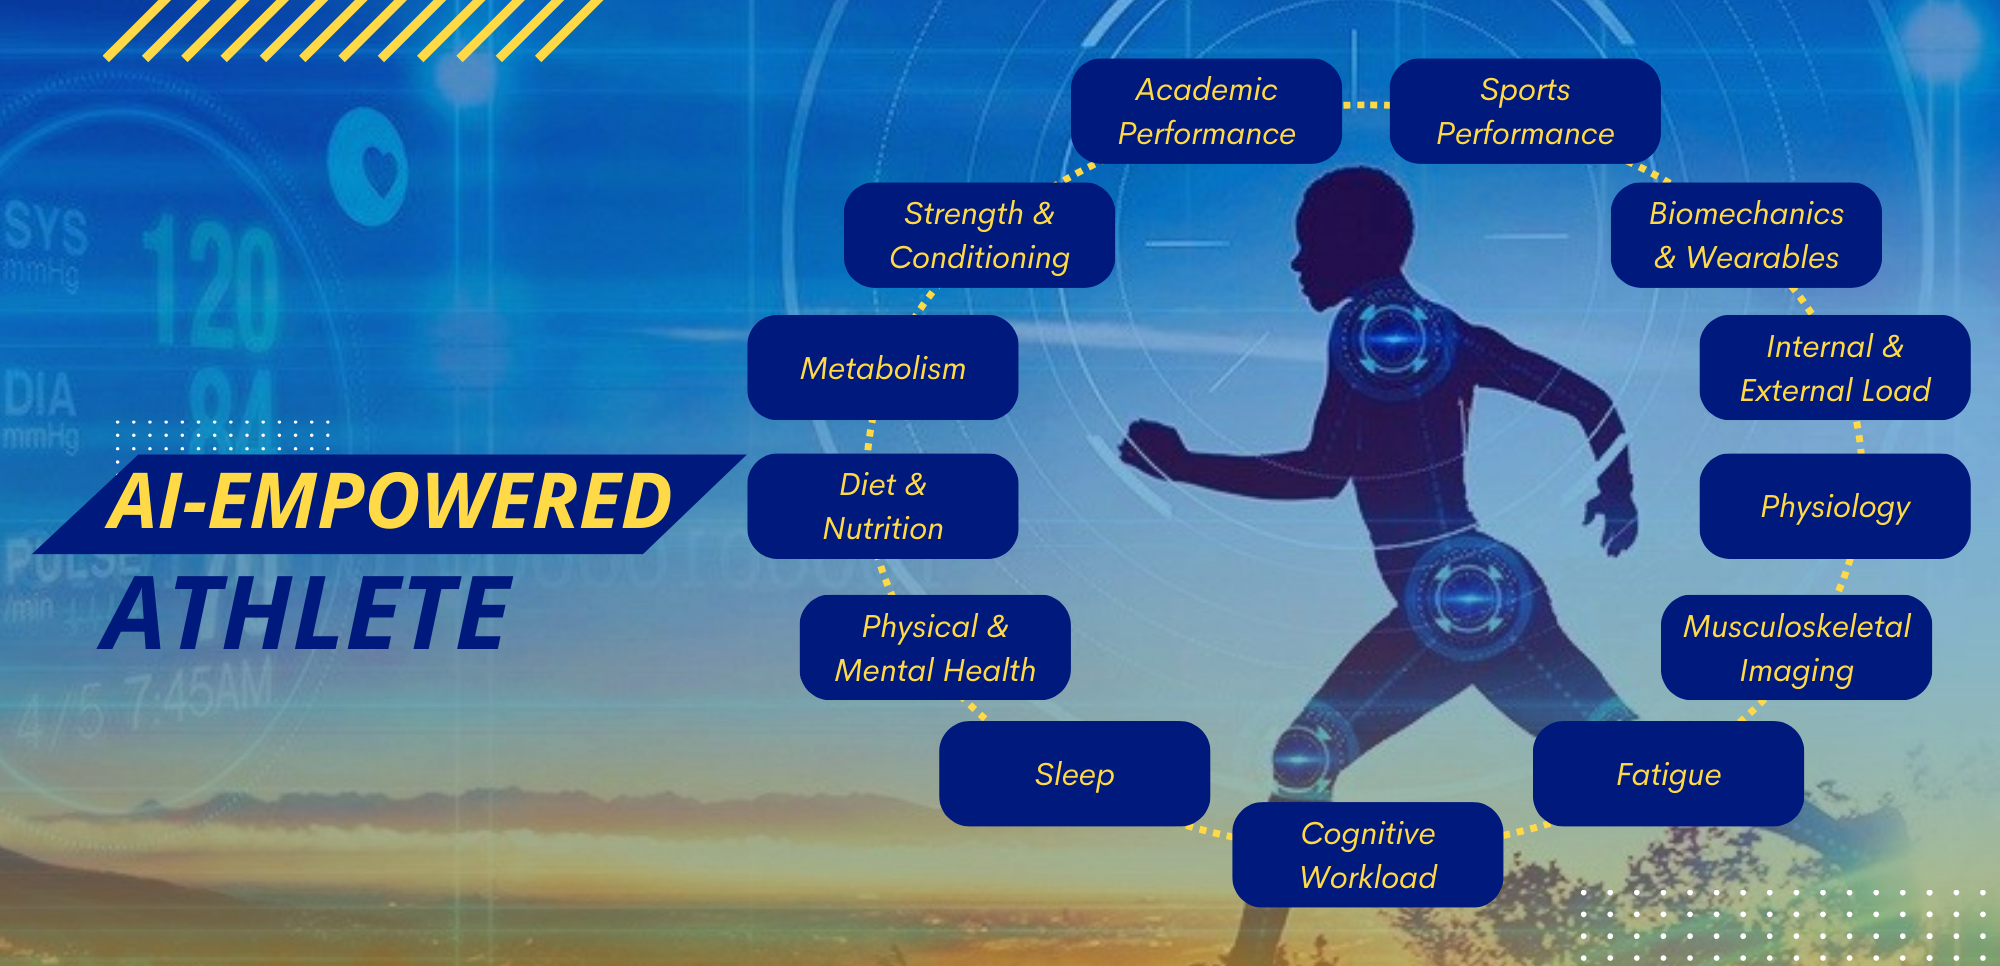 SYS
mmHg
120
DIA
mmHg
84
AI-EMPOWERED
PULSE
/min
70
ATHLETE
4/5 7:45AM
Academic
Performance
Sports
Performance
Biomechanics
& Wearables
Internal &
External Load
Physiology
Musculoskeletal
Imaging
Fatigue
Cognitive
Workload
Sleep
Physical &
Mental Health
Diet &
Nutrition
Metabolism
Strength &
Conditioning